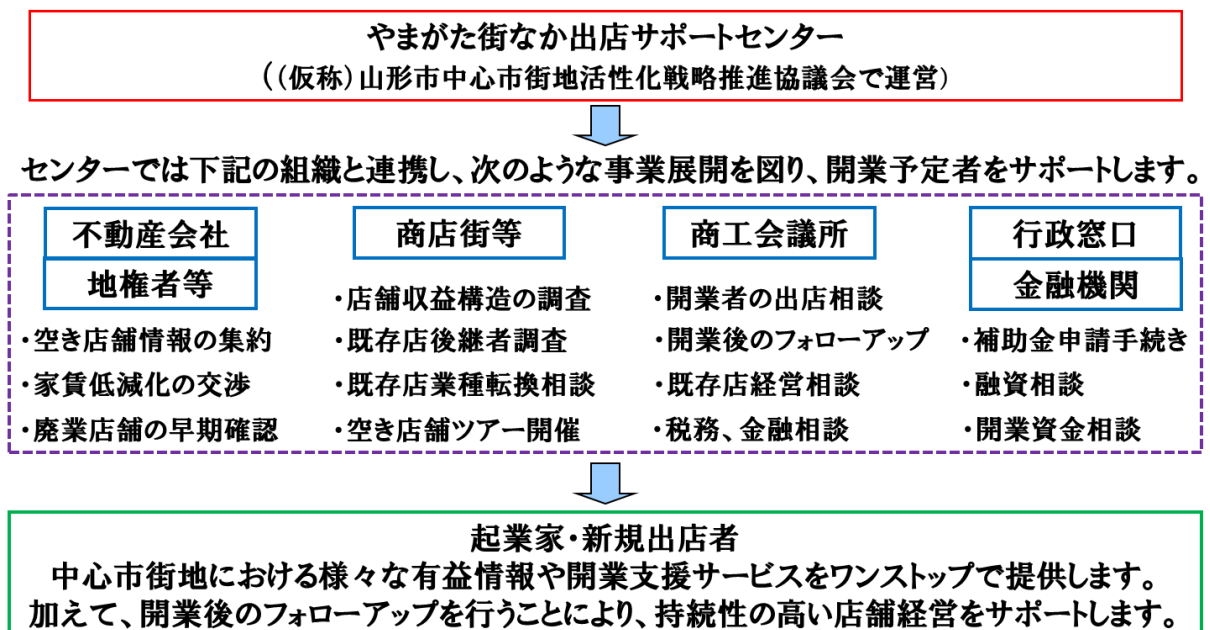 やまがた街なか出店サポートセンター
((仮称)山形市中心市街地活性化戦略推進協議会で運営)
センターでは下記の組織と連携し、次のような事業展開を図り、開業予定者をサポートします。
不動産会社
地権者等
・空き店舗情報の集約
・家賃低減化の交渉
・廃業店舗の早期確認
商店街等
・店舗収益構造の調査
・既存店後継者調査
・既存店業種転換相談
・空き店舗ツアー開催
商工会議所
・開業者の出店相談
・開業後のフォローアップ
・既存店経営相談
・税務、金融相談
行政窓口
金融機関
・補助金申請手続き
・融資相談
・開業資金相談
起業家・新規出店者
中心市街地における様々な有益情報や開業支援サービスをワンストップで提供します。
加えて、開業後のフォローアップを行うことにより、持続性の高い店舗経営をサポートします。